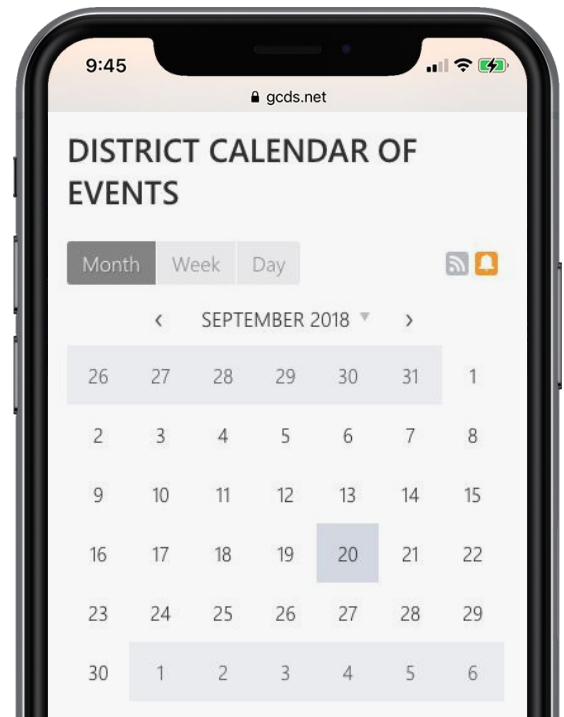 9:45
gcds.net
DISTRICT CALENDAR OF
EVENTS
Month Week Day
‹ SEPTEMBER 2018 ▼ ›
26 27 28 29 30 31 1
2 3 4 5 6 7 8
9 10 11 12 13 14 15
16 17 18 19 20 21 22
23 24 25 26 27 28 29
30 1 2 3 4 5 6